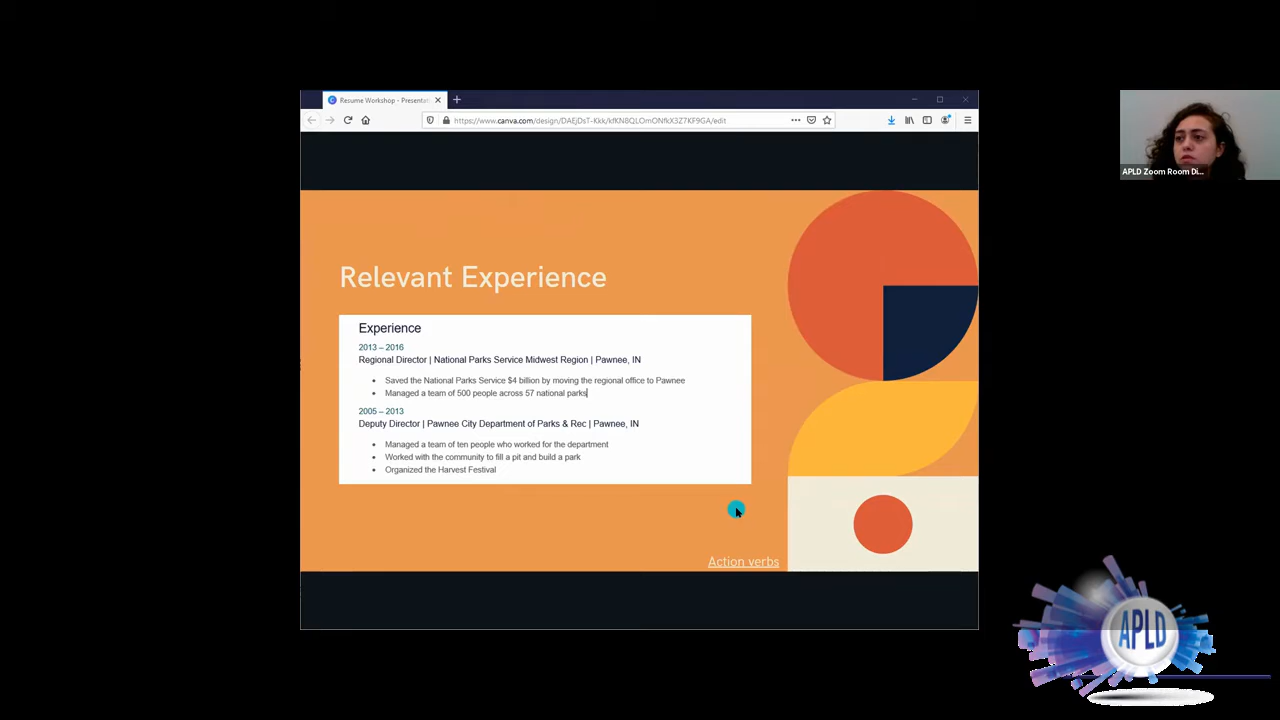 Resume Workshop - Presentat
https://www.canva.com/design/DAEjDsT-Kkk/kfKN8QLOmONfkX3Z7KF9GA/edit
APLD Zoom Room Di...
Relevant Experience
Experience
2013 – 2016
Regional Director | National Parks Service Midwest Region | Pawnee, IN
• Saved the National Parks Service $4 billion by moving the regional office to Pawnee
• Managed a team of 500 people across 57 national parks
2005 – 2013
Deputy Director | Pawnee City Department of Parks & Rec | Pawnee, IN
• Managed a team of ten people who worked for the department
• Worked with the community to fill a pit and build a park
• Organized the Harvest Festival
Action verbs
APLD